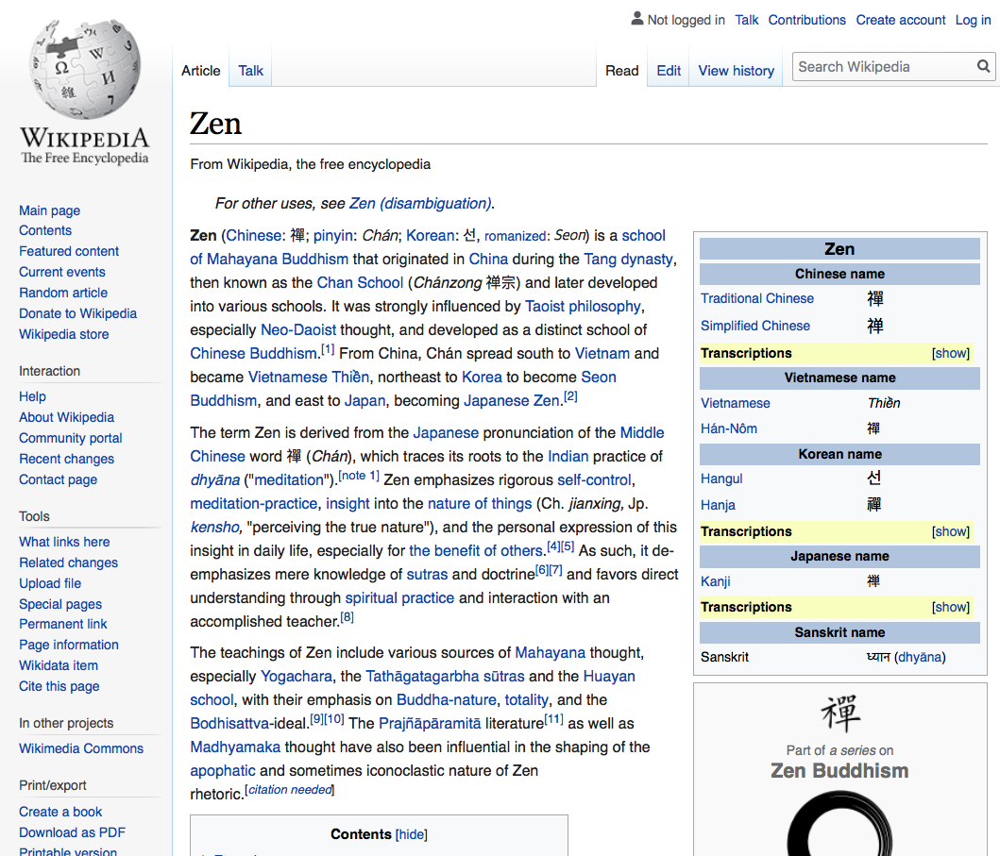 Not logged in Talk Contributions Create account Log in
Article Talk Read Edit View history Search Wikipedia
WIKIPEDIA
The Free Encyclopedia
Main page
Contents
Featured content
Current events
Random article
Donate to Wikipedia
Wikipedia store
Interaction
Help
About Wikipedia
Community portal
Recent changes
Contact page
Tools
What links here
Related changes
Upload file
Special pages
Permanent link
Page information
Wikidata item
Cite this page
In other projects
Wikimedia Commons
Print/export
Create a book
Download as PDF
Printable version
Zen
From Wikipedia, the free encyclopedia
For other uses, see Zen (disambiguation).
Zen (Chinese: 禪; pinyin: Chán; Korean: 선, romanized: Seon) is a school
of Mahayana Buddhism that originated in China during the Tang dynasty,
then known as the Chan School (Chánzong 禪宗) and later developed
into various schools. It was strongly influenced by Taoist philosophy,
especially Neo-Daoist thought, and developed as a distinct school of
Chinese Buddhism.[1] From China, Chán spread south to Vietnam and
became Vietnamese Thiền, northeast to Korea to become Seon
Buddhism, and east to Japan, becoming Japanese Zen.[2]
The term Zen is derived from the Japanese pronunciation of the Middle
Chinese word 禪 (Chán), which traces its roots to the Indian practice of
dhyāna ("meditation").[note 1] Zen emphasizes rigorous self-control,
meditation-practice, insight into the nature of things (Ch. jianxing, Jp.
kensho, "perceiving the true nature"), and the personal expression of this
insight in daily life, especially for the benefit of others.[4][5] As such, it de-
emphasizes mere knowledge of sutras and doctrine[6][7] and favors direct
understanding through spiritual practice and interaction with an
accomplished teacher.[8]
The teachings of Zen include various sources of Mahayana thought,
especially Yogachara, the Tathāgatagarbha sūtras and the Huayan
school, with their emphasis on Buddha-nature, totality, and the
Bodhisattva-ideal.[9][10] The Prajñāpāramitā literature[11] as well as
Madhyamaka thought have also been influential in the shaping of the
apophatic and sometimes iconoclastic nature of Zen
rhetoric.[citation needed]
Contents [hide]
Zen
Chinese name
Traditional Chinese 禪
Simplified Chinese 禅
Transcriptions [show]
Vietnamese name
Vietnamese Thiền
Hán-Nôm 禪
Korean name
Hangul 선
Hanja 禪
Transcriptions [show]
Japanese name
Kanji 禅
Transcriptions [show]
Sanskrit name
Sanskrit ध्यान (dhyāna)
禪
Part of a series on
Zen Buddhism